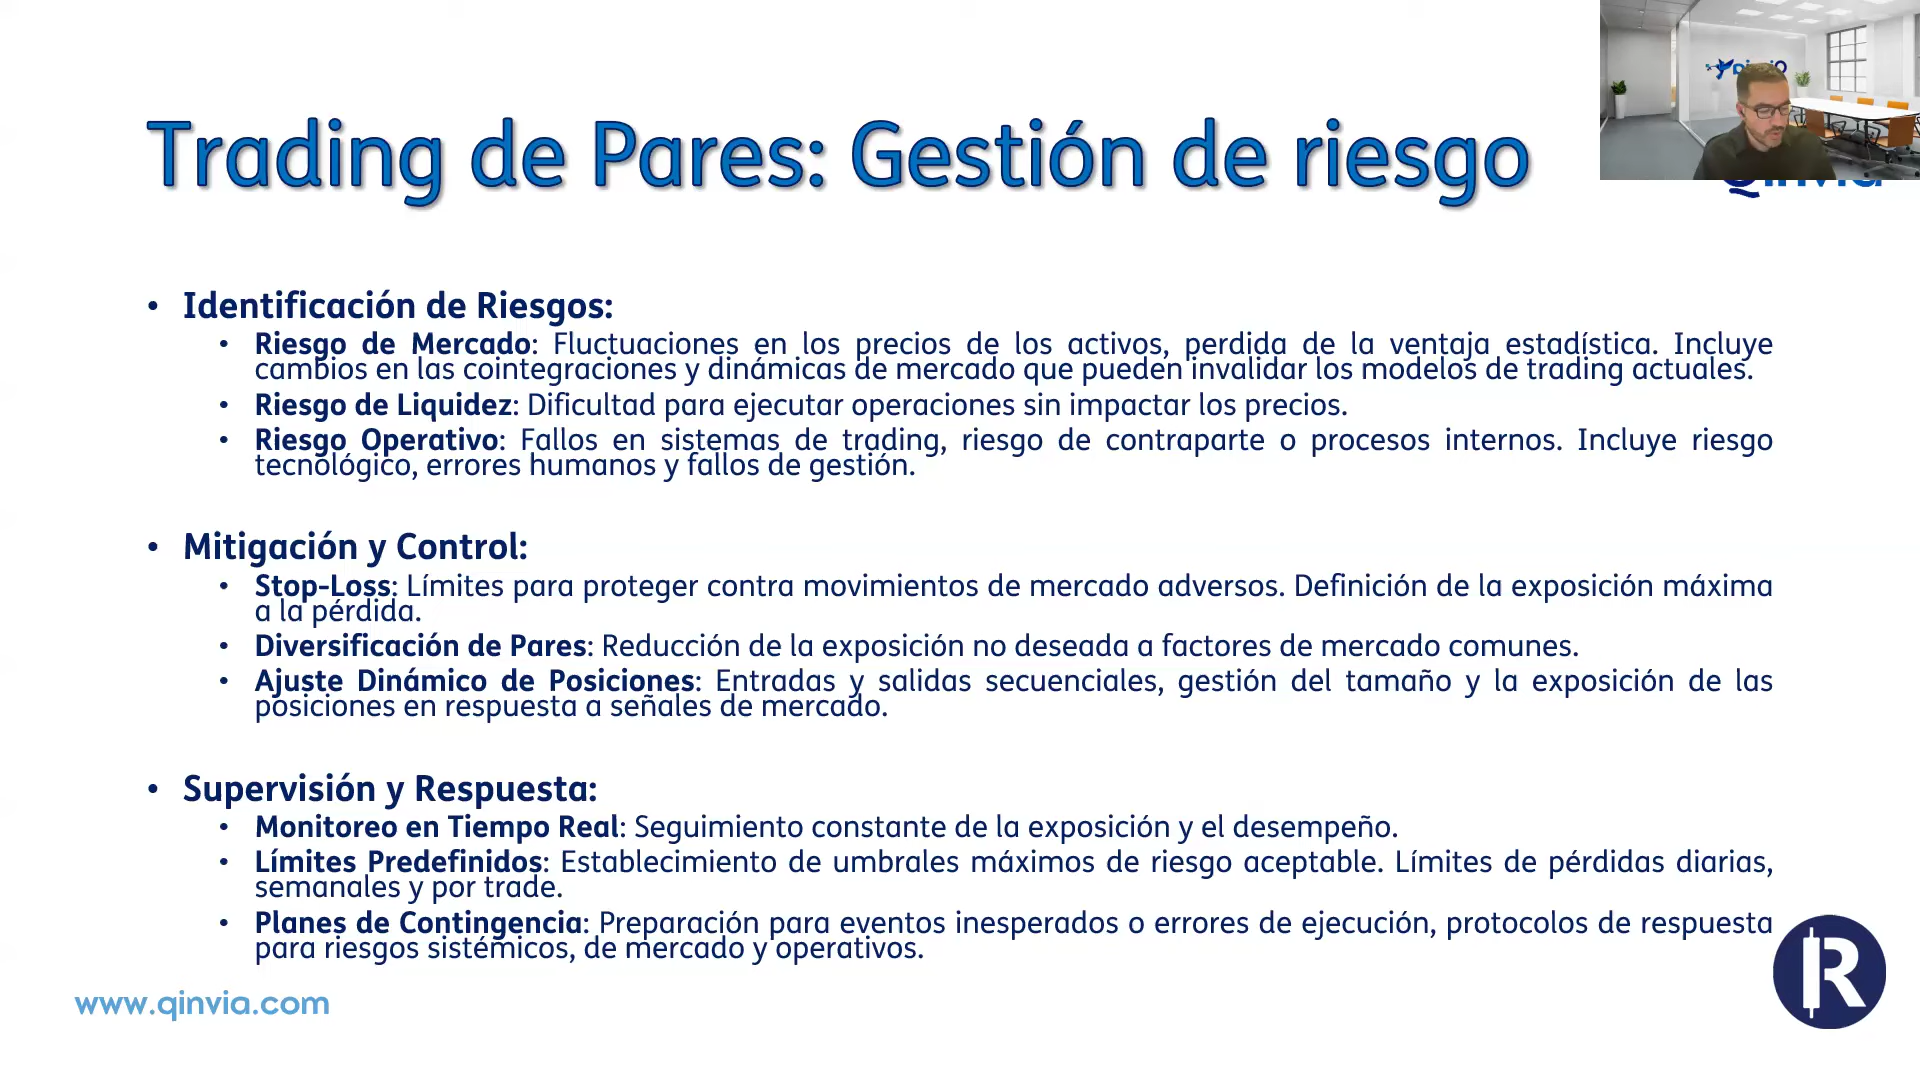 Trading de Pares: Gestión de riesgo
• Identificación de Riesgos:
• Riesgo de Mercado: Fluctuaciones en los precios de los activos, perdida de la ventaja estadística. Incluye
cambios en las cointegraciones y dinámicas de mercado que pueden invalidar los modelos de trading actuales.
• Riesgo de Liquidez: Dificultad para ejecutar operaciones sin impactar los precios.
• Riesgo Operativo: Fallos en sistemas de trading, riesgo de contraparte o procesos internos. Incluye riesgo
tecnológico, errores humanos y fallos de gestión.
• Mitigación y Control:
• Stop-Loss: Límites para proteger contra movimientos de mercado adversos. Definición de la exposición máxima
a la pérdida.
• Diversificación de Pares: Reducción de la exposición no deseada a factores de mercado comunes.
• Ajuste Dinámico de Posiciones: Entradas y salidas secuenciales, gestión del tamaño y la exposición de las
posiciones en respuesta a señales de mercado.
• Supervisión y Respuesta:
• Monitoreo en Tiempo Real: Seguimiento constante de la exposición y el desempeño.
• Límites Predefinidos: Establecimiento de umbrales máximos de riesgo aceptable. Límites de pérdidas diarias,
semanales y por trade.
• Planes de Contingencia: Preparación para eventos inesperados o errores de ejecución, protocolos de respuesta
para riesgos sistémicos, de mercado y operativos.
www.qinvia.com
R